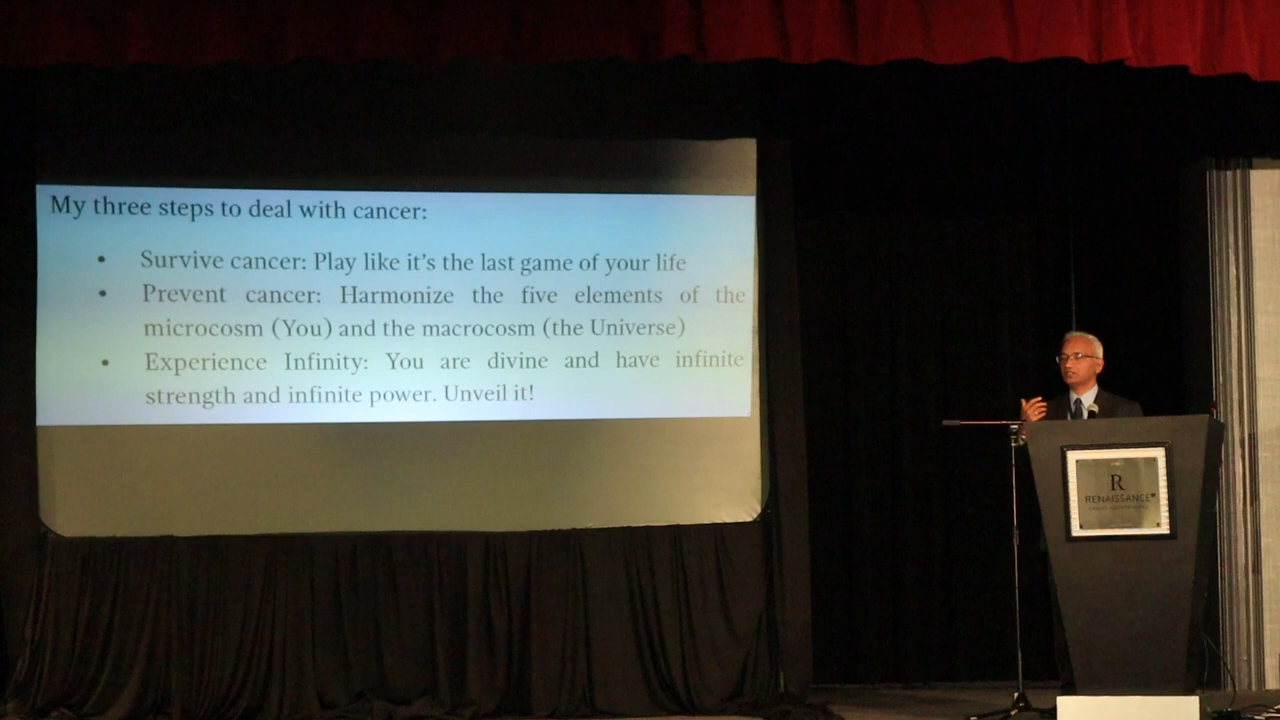 My three steps to deal with cancer:
• Survive cancer: Play like it's the last game of your life
• Prevent cancer: Harmonize the five elements of the
microcosm (You) and the macrocosm (the Universe)
• Experience Infinity: You are divine and have infinite
strength and infinite power. Unveil it!
R
RENAISSANCE